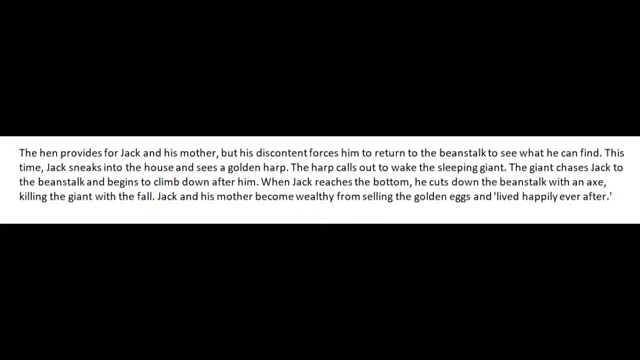 The hen provides for Jack and his mother, but his discontent forces him to return to the beanstalk to see what he can find. This
time, Jack sneaks into the house and sees a golden harp. The harp calls out to wake the sleeping giant. The giant chases Jack to
the beanstalk and begins to climb down after him. When Jack reaches the bottom, he cuts down the beanstalk with an axe,
killing the giant with the fall. Jack and his mother become wealthy from selling the golden eggs and 'lived happily ever after.'